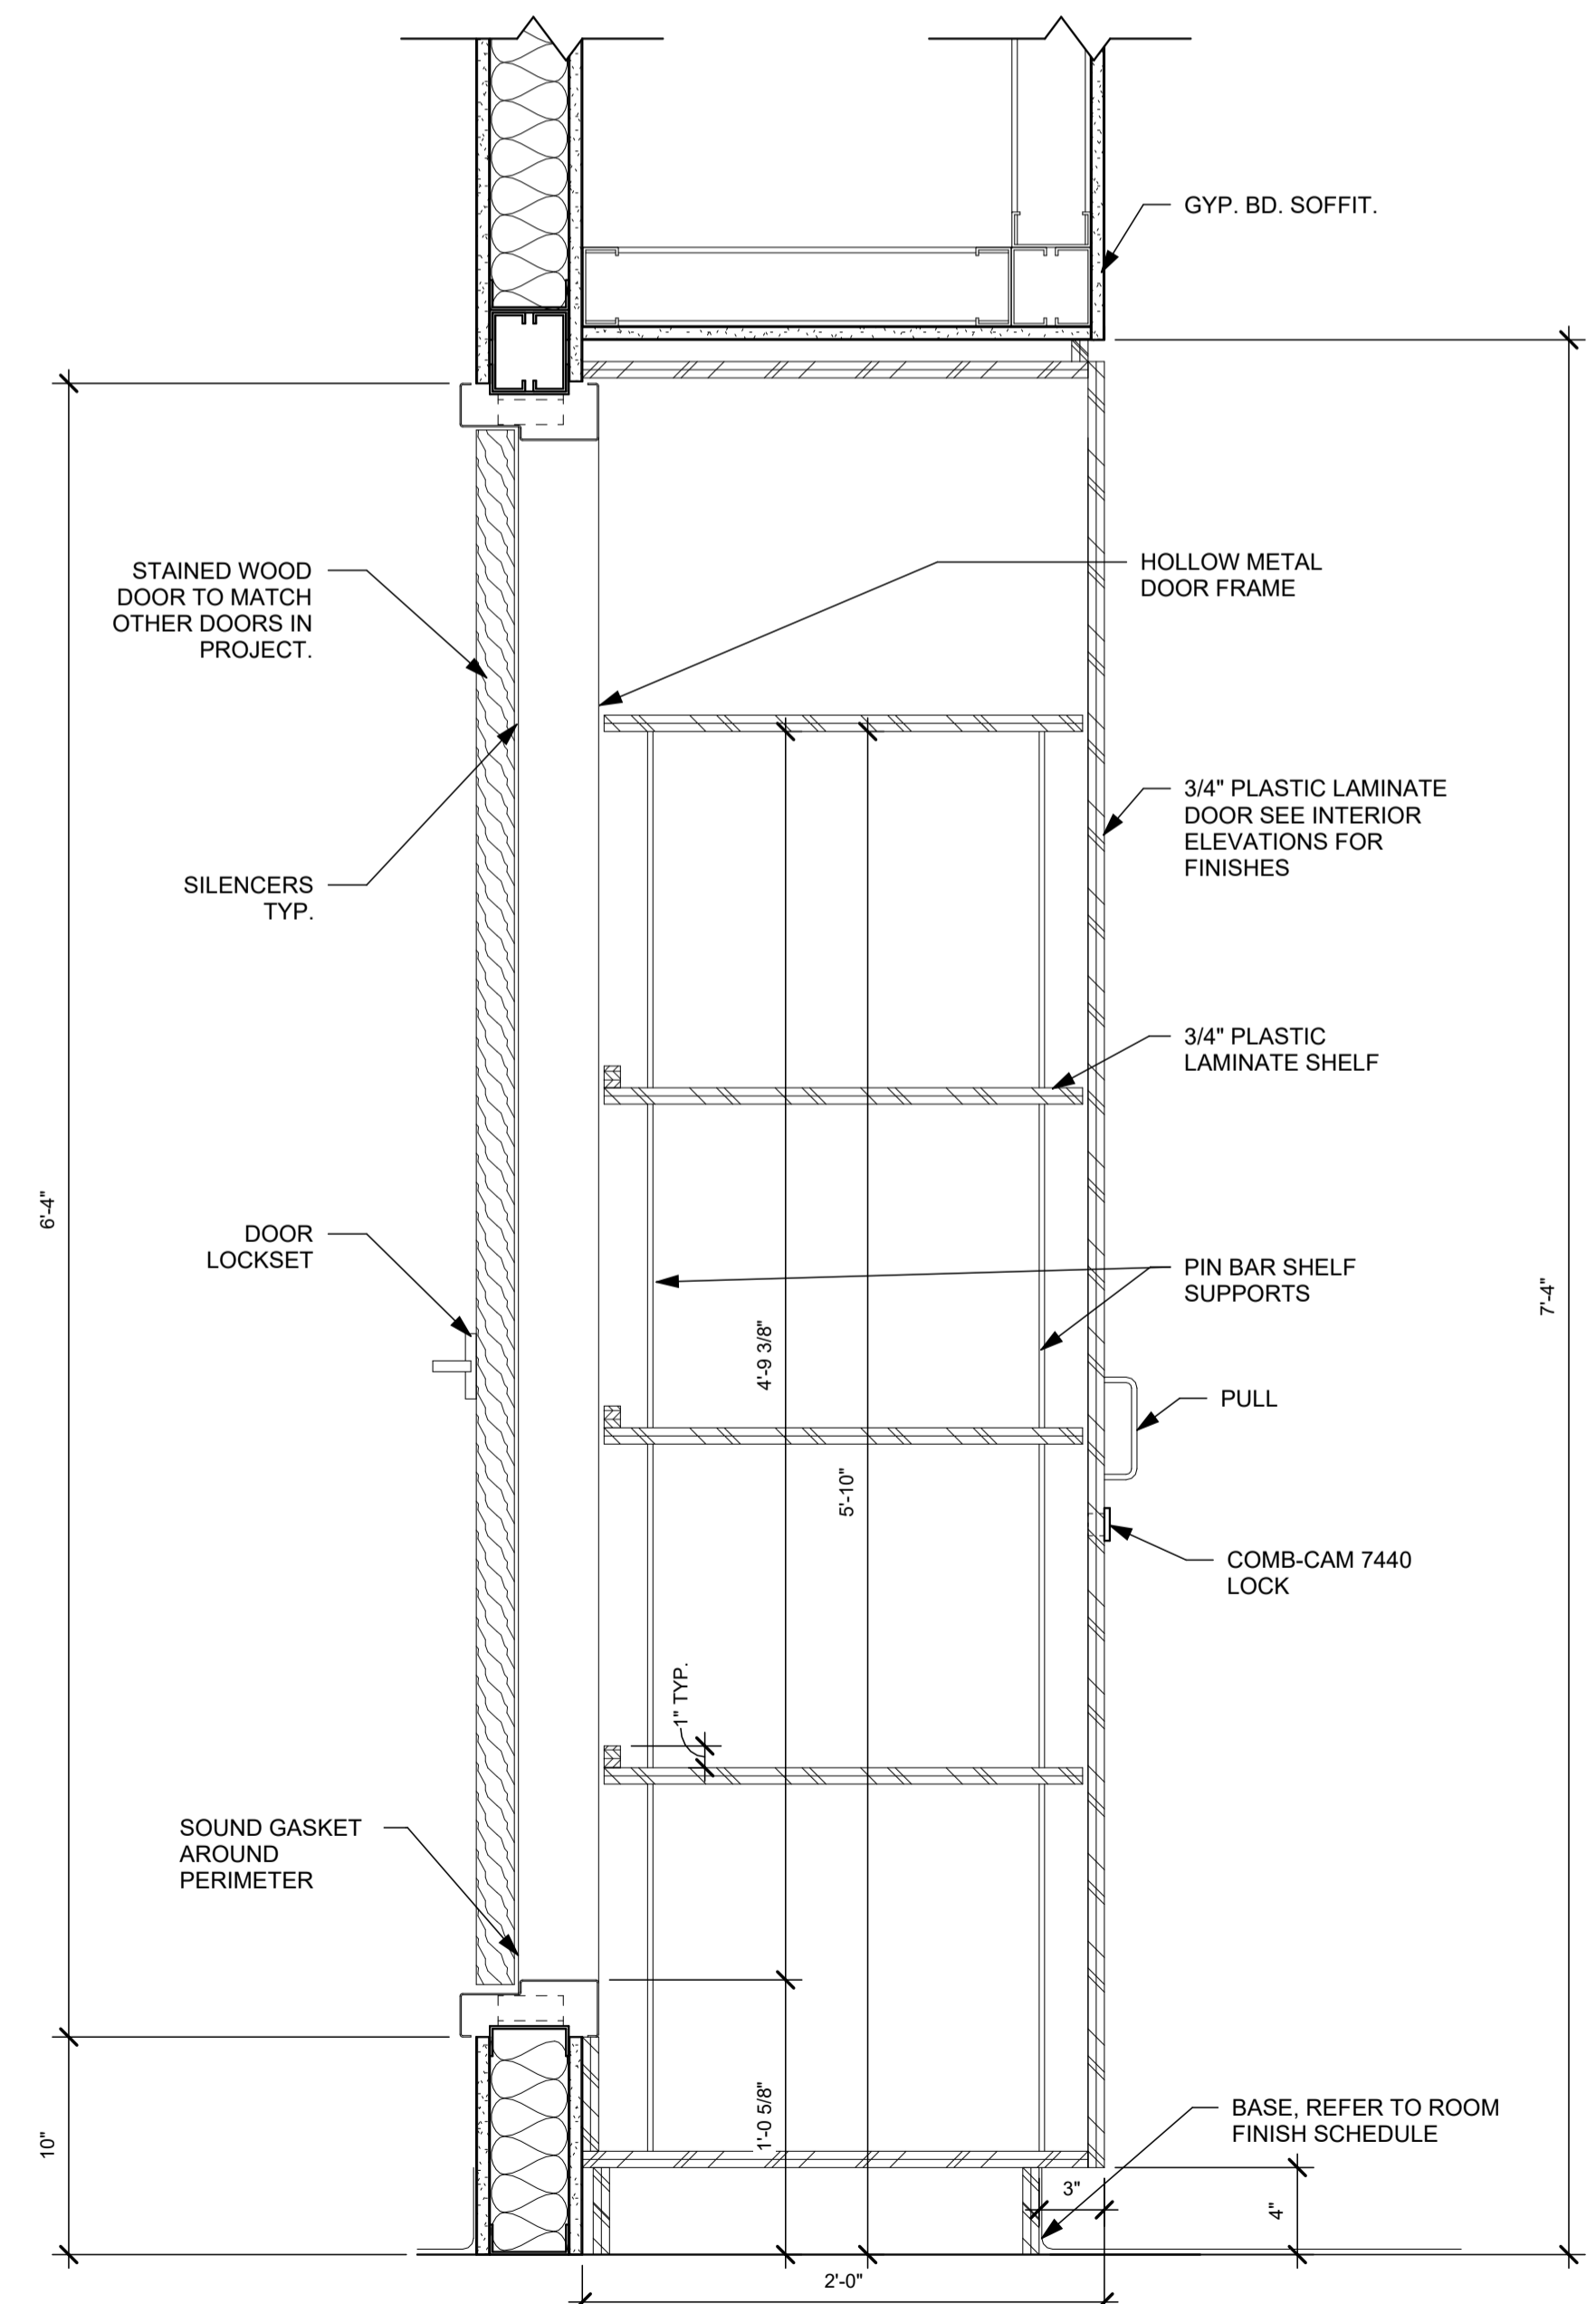 GYP. BD. SOFFIT.
STAINED WOOD
DOOR TO MATCH
OTHER DOORS IN
PROJECT.
HOLLOW METAL
DOOR FRAME
SILENCERS
TYP.
3/4" PLASTIC LAMINATE
DOOR SEE INTERIOR
ELEVATIONS FOR
FINISHES
3/4" PLASTIC
LAMINATE SHELF
6'-4"
DOOR
LOCKSET
PIN BAR SHELF
SUPPORTS
7'-4"
4'-9 3/8"
PULL
5'-10"
COMB-CAM 7440
LOCK
1" TYP.
SOUND GASKET
AROUND
PERIMETER
10"
1'-0 5/8"
BASE, REFER TO ROOM
FINISH SCHEDULE
3"
4"
2'-0"